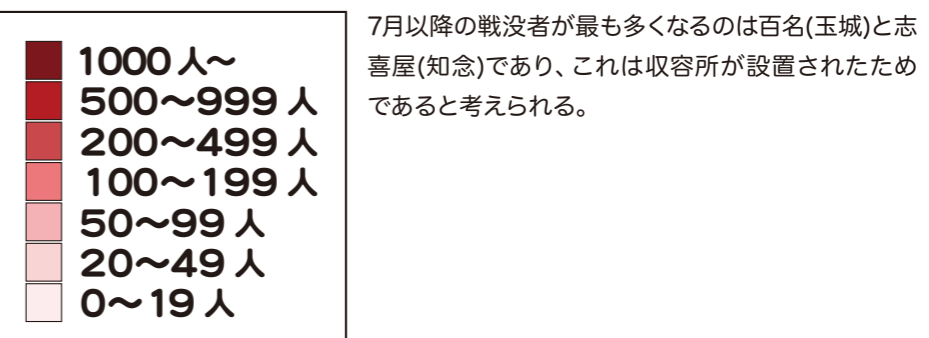 1000人〜
500〜999人
200〜499人
100〜199人
50〜99人
20〜49人
0〜19人
7月以降の戦没者が最も多くなるのは百名(玉城)と志
喜屋(知念)であり、これは収容所が設置されたため
であると考えられる。